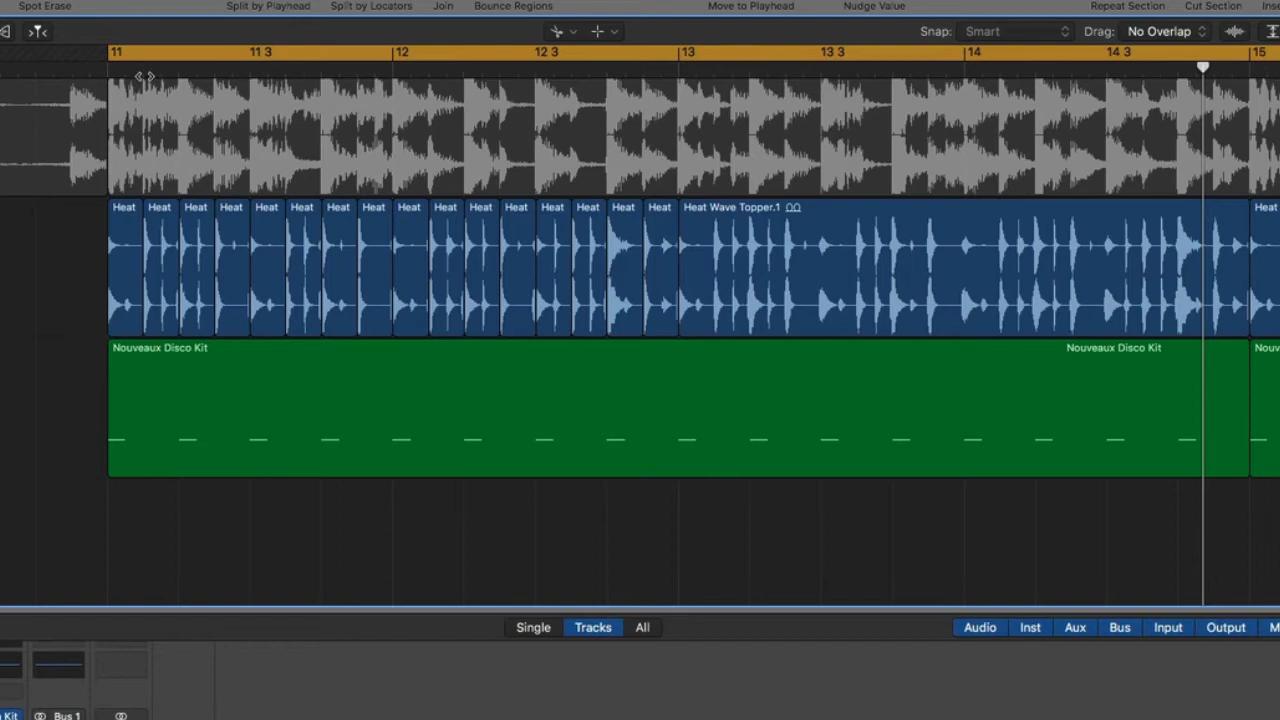 Spot Erase Split by Playhead Split by Locators Join Bounce Regions Move to Playhead Nudge Value Repeat Section Cut Section
Snap: Smart Drag: No Overlap
11 11 3 12 12 3 13 13 3 14 14 3 15
Heat Heat Heat Heat Heat Heat Heat Heat Heat Heat Heat Heat Heat Heat Heat Heat Heat Wave Topper.1 Heat
Nouveaux Disco Kit Nouveaux Disco Kit Nouv
Single Tracks All Audio Inst Aux Bus Input Output M
Kit Bus 1